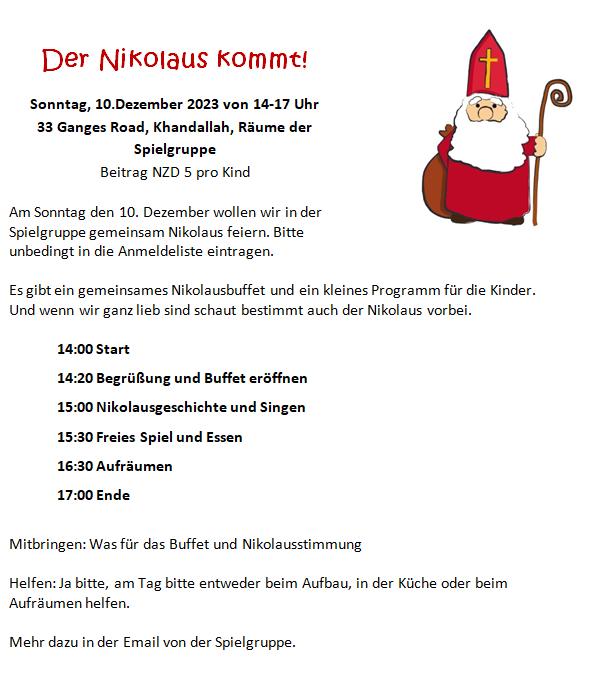 Der Nikolaus kommt!
Sonntag, 10.Dezember 2023 von 14-17 Uhr
33 Ganges Road, Khandallah, Räume der
Spielgruppe
Beitrag NZD 5 pro Kind
Am Sonntag den 10. Dezember wollen wir in der
Spielgruppe gemeinsam Nikolaus feiern. Bitte
unbedingt in die Anmeldeliste eintragen.
Es gibt ein gemeinsames Nikolausbuffet und ein kleines Programm für die Kinder.
Und wenn wir ganz lieb sind schaut bestimmt auch der Nikolaus vorbei.
14:00 Start
14:20 Begrüßung und Buffet eröffnen
15:00 Nikolausgeschichte und Singen
15:30 Freies Spiel und Essen
16:30 Aufräumen
17:00 Ende
Mitbringen: Was für das Buffet und Nikolausstimmung
Helfen: Ja bitte, am Tag bitte entweder beim Aufbau, in der Küche oder beim
Aufräumen helfen.
Mehr dazu in der Email von der Spielgruppe.